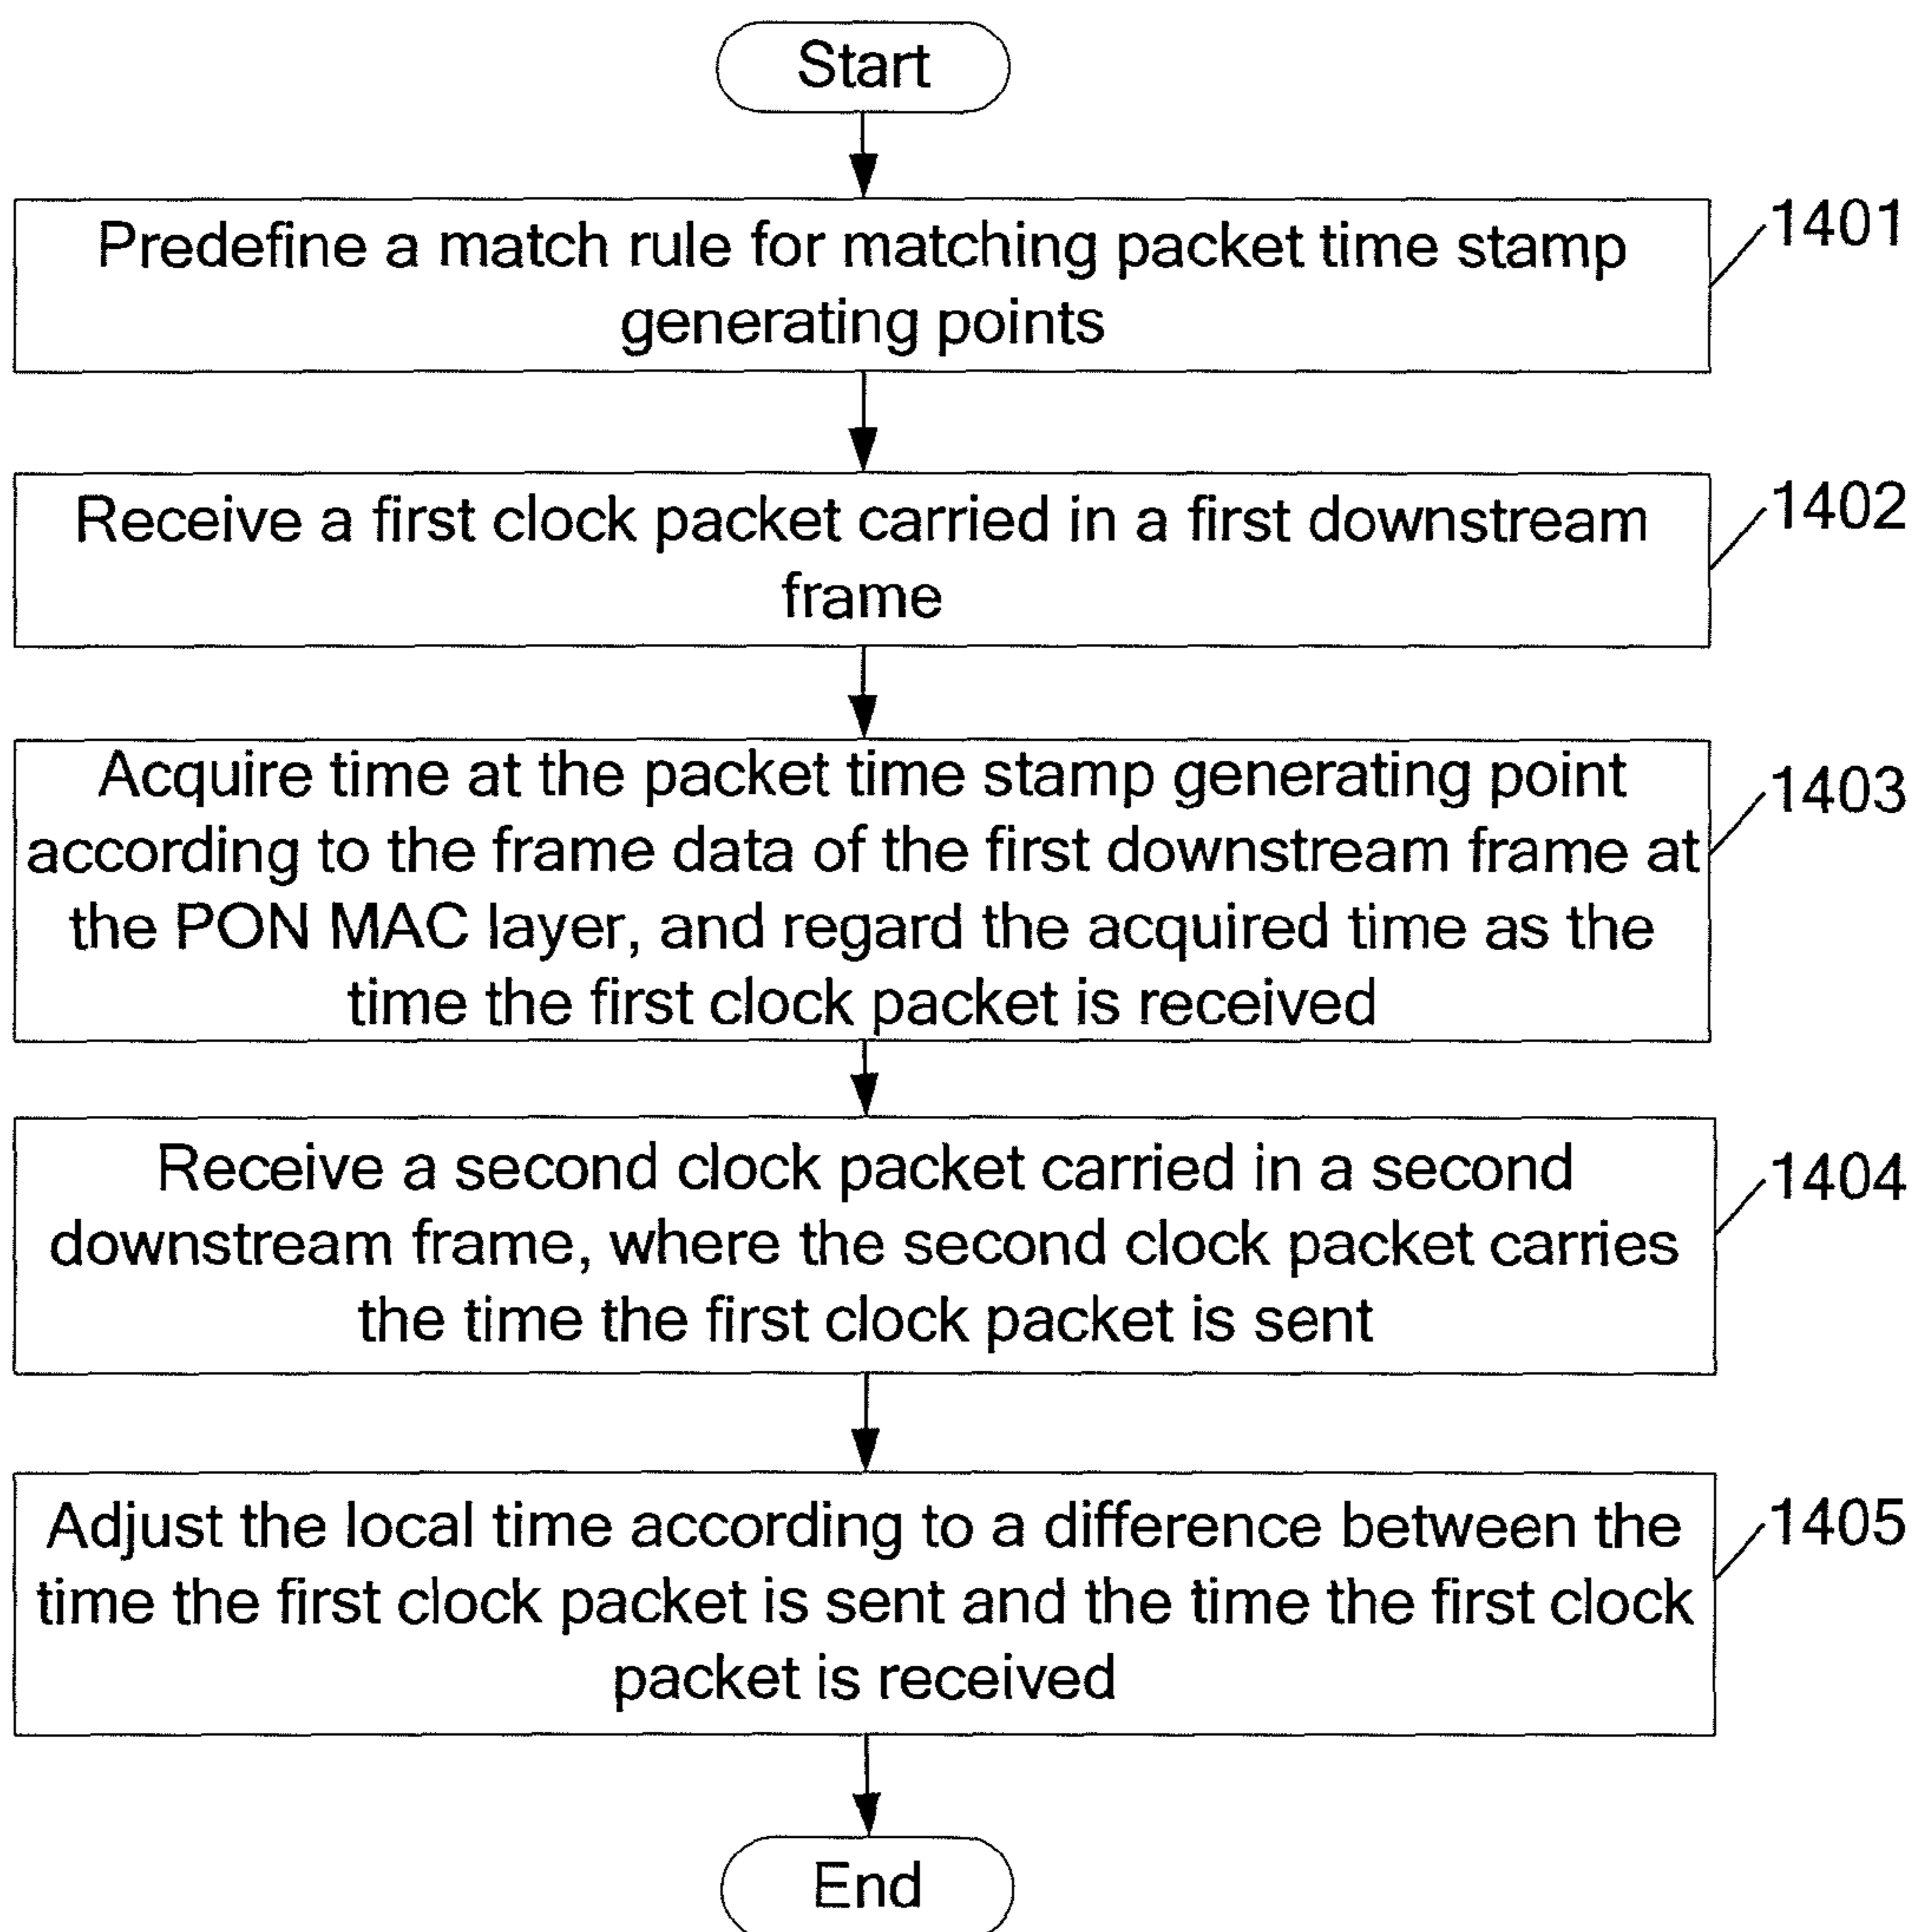 Start
Predefine a match rule for matching packet time stamp
generating points
1401
Receive a first clock packet carried in a first downstream
frame
1402
Acquire time at the packet time stamp generating point
according to the frame data of the first downstream frame at
the PON MAC layer, and regard the acquired time as the
time the first clock packet is received
1403
Receive a second clock packet carried in a second
downstream frame, where the second clock packet carries
the time the first clock packet is sent
1404
Adjust the local time according to a difference between the
time the first clock packet is sent and the time the first clock
packet is received
1405
End